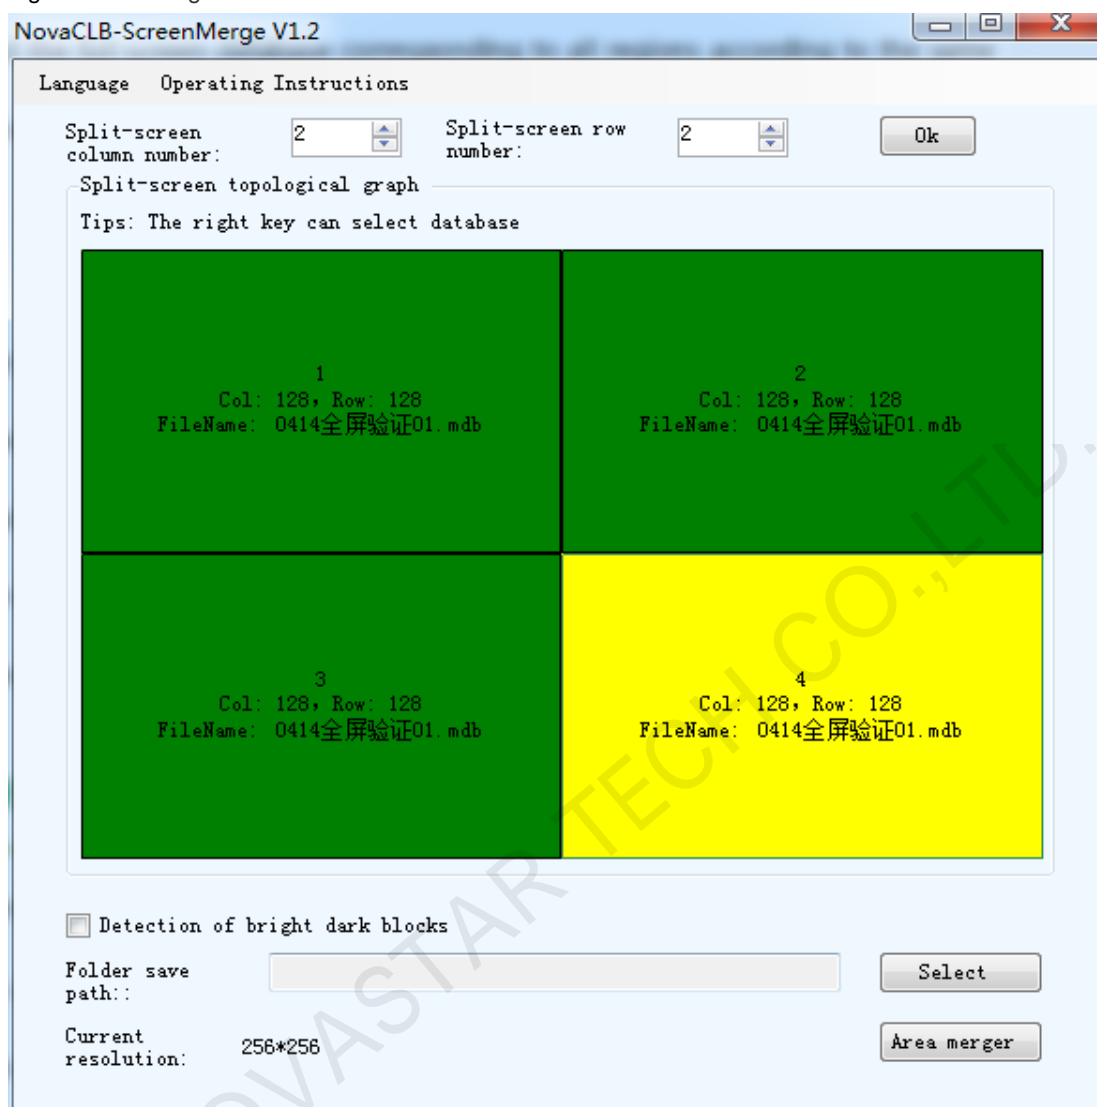 NovaCLB-ScreenMerge V1.2
Language Operating Instructions
Split-screen column number: 2 Split-screen row number: 2 Ok
Split-screen topological graph
Tips: The right key can select database
1
Col: 128, Row: 128
FileName: 0414全屏验证01.mdb
2
Col: 128, Row: 128
FileName: 0414全屏验证01.mdb
3
Col: 128, Row: 128
FileName: 0414全屏验证01.mdb
4
Col: 128, Row: 128
FileName: 0414全屏验证01.mdb
Detection of bright dark blocks
Folder save path:: Select
Current resolution: 256*256 Area merger
OVASTAR TECH CO.,LTD.